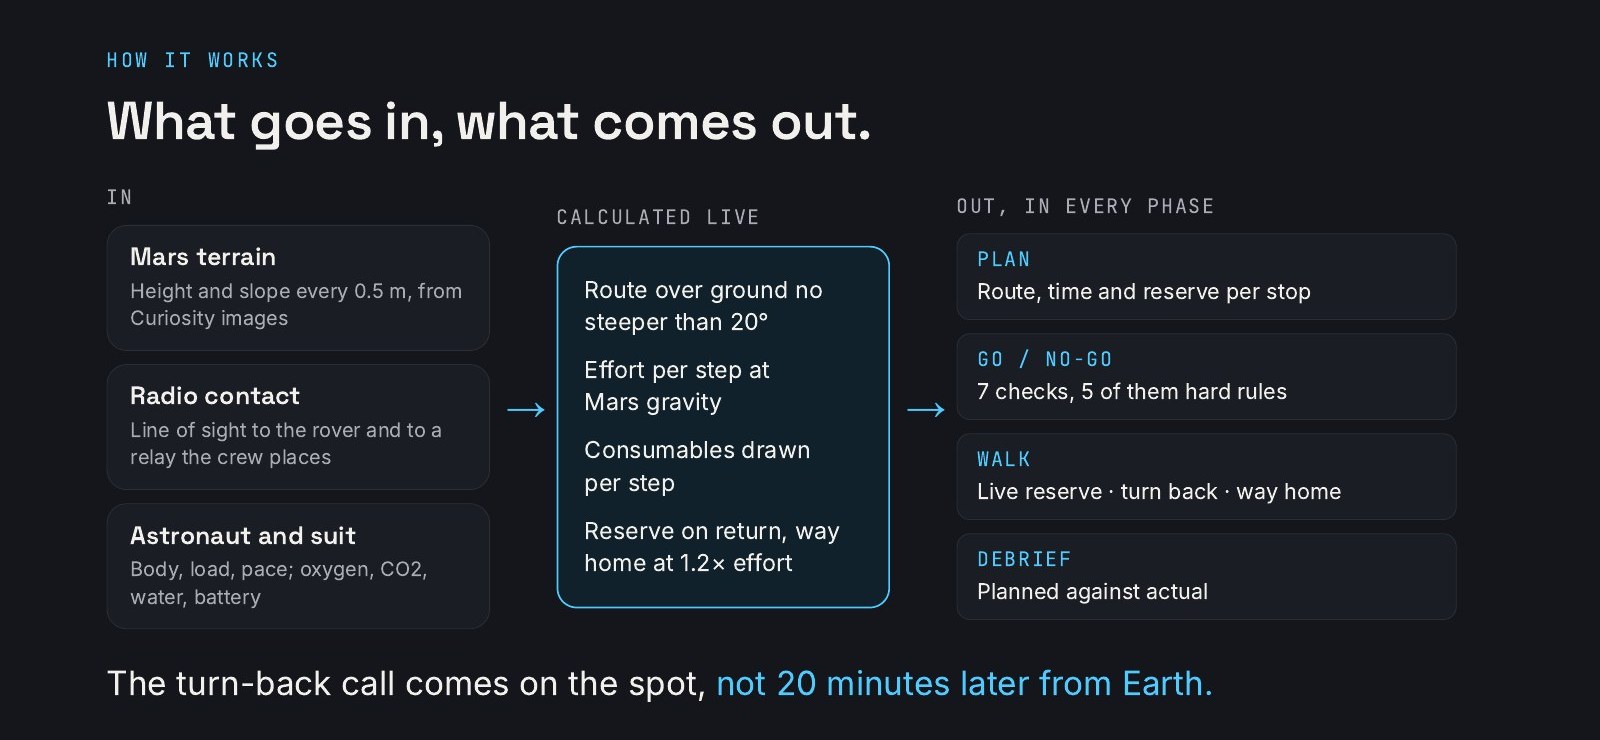 HOW IT WORKS
What goes in, what comes out.
IN
Mars terrain
Height and slope every 0.5 m, from
Curiosity images
Radio contact
Line of sight to the rover and to a
relay the crew places
Astronaut and suit
Body, load, pace; oxygen, CO2,
water, battery
→
CALCULATED LIVE
Route over ground no
steeper than 20°
Effort per step at
Mars gravity
Consumables drawn
per step
Reserve on return, way
home at 1.2× effort
→
OUT, IN EVERY PHASE
PLAN
Route, time and reserve per stop
GO / NO-GO
7 checks, 5 of them hard rules
WALK
Live reserve · turn back · way home
DEBRIEF
Planned against actual
The turn-back call comes on the spot, not 20 minutes later from Earth.